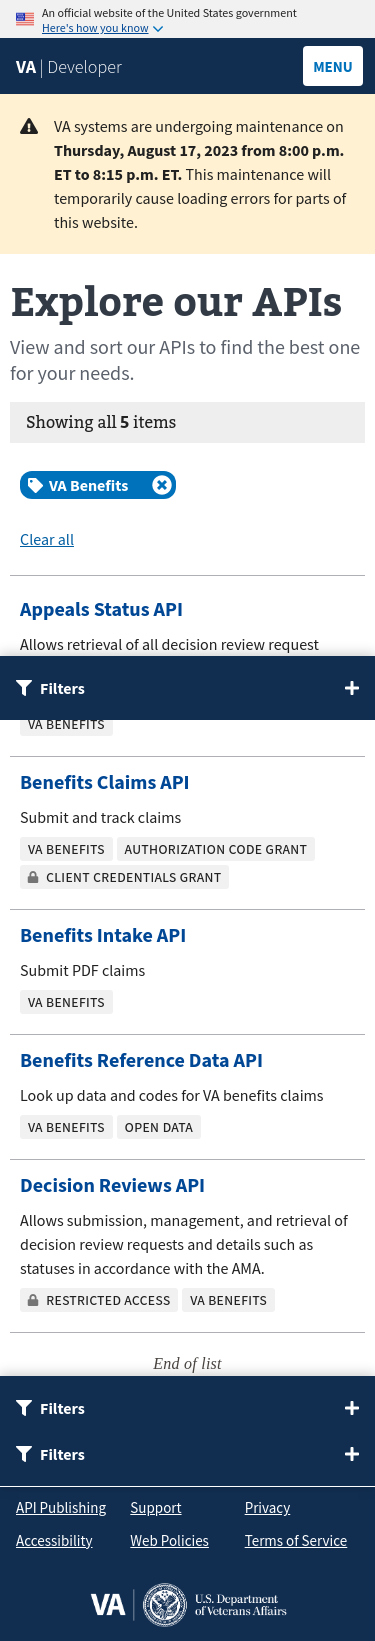 An official website of the United States government
Here's how you know
VA | Developer
MENU
VA systems are undergoing maintenance on
Thursday, August 17, 2023 from 8:00 p.m.
ET to 8:15 p.m. ET. This maintenance will
temporarily cause loading errors for parts of
this website.
Explore our APIs
View and sort our APIs to find the best one
for your needs.
Showing all 5 items
VA Benefits
Clear all
Appeals Status API
Allows retrieval of all decision review request
Filters
VA BENEFITS
Benefits Claims API
Submit and track claims
VA BENEFITS AUTHORIZATION CODE GRANT
CLIENT CREDENTIALS GRANT
Benefits Intake API
Submit PDF claims
VA BENEFITS
Benefits Reference Data API
Look up data and codes for VA benefits claims
VA BENEFITS OPEN DATA
Decision Reviews API
Allows submission, management, and retrieval of
decision review requests and details such as
statuses in accordance with the AMA.
RESTRICTED ACCESS VA BENEFITS
End of list
Filters
Filters
API Publishing Support Privacy
Accessibility Web Policies Terms of Service
VA U.S. Department
of Veterans Affairs